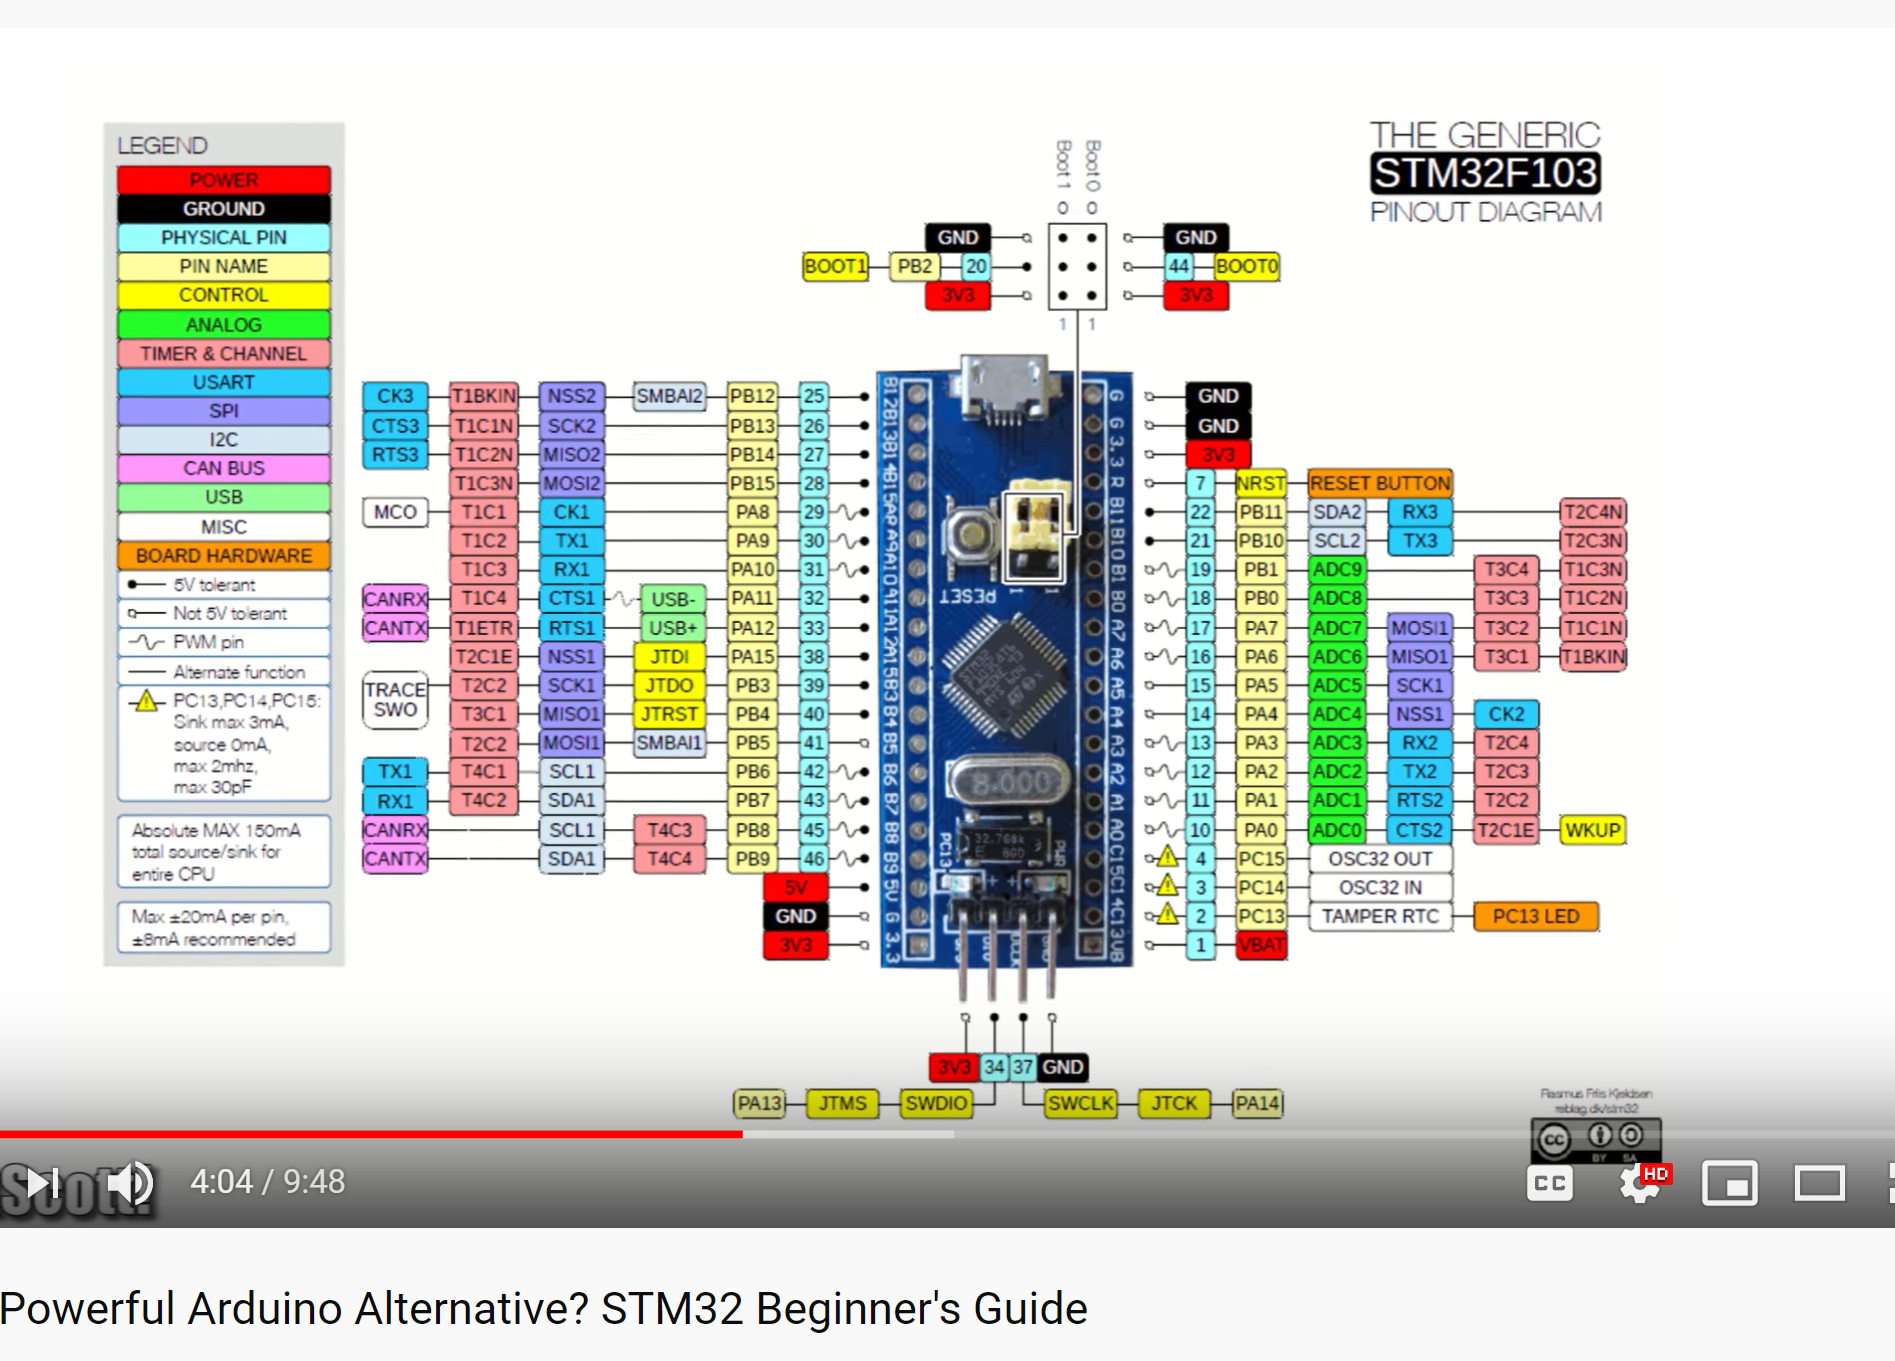 LEGEND
POWER
GROUND
PHYSICAL PIN
PIN NAME
CONTROL
ANALOG
TIMER & CHANNEL
USART
SPI
I2C
CAN BUS
USB
MISC
BOARD HARDWARE
5V tolerant
Not 5V tolerant
PWM pin
Alternate function
PC13,PC14,PC15:
Sink max 3mA,
source 0mA,
max 2mhz,
max 30pF
Absolute MAX 150mA
total source/sink for
entire CPU
Max ±20mA per pin,
±8mA recommended
THE GENERIC
STM32F103
PINOUT DIAGRAM
Boot 1
Boot 0
GND
BOOT1 PB2 20
3V3
GND
44 BOOT0
3V3
1 1
CK3 T1BKIN NSS2 SMBAI2 PB12 25
CTS3 T1C1N SCK2 PB13 26
RTS3 T1C2N MISO2 PB14 27
T1C3N MOSI2 PB15 28
MCO T1C1 CK1 PA8 29
T1C2 TX1 PA9 30
T1C3 RX1 PA10 31
CANRX T1C4 CTS1 USB- PA11 32
CANTX T1ETR RTS1 USB+ PA12 33
T2C1E NSS1 JTDI PA15 38
TRACE SWO
T2C2 SCK1 JTDO PB3 39
T3C1 MISO1 JTRST PB4 40
T2C2 MOSI1 SMBAI1 PB5 41
TX1 T4C1 SCL1 PB6 42
RX1 T4C2 SDA1 PB7 43
CANRX SCL1 T4C3 PB8 45
CANTX SDA1 T4C4 PB9 46
5V
GND
3V3
B12 B13 B14 B15 A8 A9 A10 A11 A12 A15 B3 B4 B5 B6 B7 B8 B9 5V G 3.3
RESET
1 1
8.000
32.768k
PC13
PWR
G G 3.3 R B11 B10 B1 B0 A7 A6 A5 A4 A3 A2 A1 A0 C15 C14 C13 VB
GND
GND
3V3
7 NRST RESET BUTTON
22 PB11 SDA2 RX3 T2C4N
21 PB10 SCL2 TX3 T2C3N
19 PB1 ADC9 T3C4 T1C3N
18 PB0 ADC8 T3C3 T1C2N
17 PA7 ADC7 MOSI1 T3C2 T1C1N
16 PA6 ADC6 MISO1 T3C1 T1BKIN
15 PA5 ADC5 SCK1
14 PA4 ADC4 NSS1 CK2
13 PA3 ADC3 RX2 T2C4
12 PA2 ADC2 TX2 T2C3
11 PA1 ADC1 RTS2 T2C2
10 PA0 ADC0 CTS2 T2C1E WKUP
4 PC15 OSC32 OUT
3 PC14 OSC32 IN
2 PC13 TAMPER RTC PC13 LED
1 VBAT
3V3 34 37 GND
PA13 JTMS SWDIO SWCLK JTCK PA14
Rasmus Friis Kjeldsen
reblag.dk/stm32
cc BY SA
Scott!
4:04 / 9:48
CC
HD
Powerful Arduino Alternative? STM32 Beginner's Guide